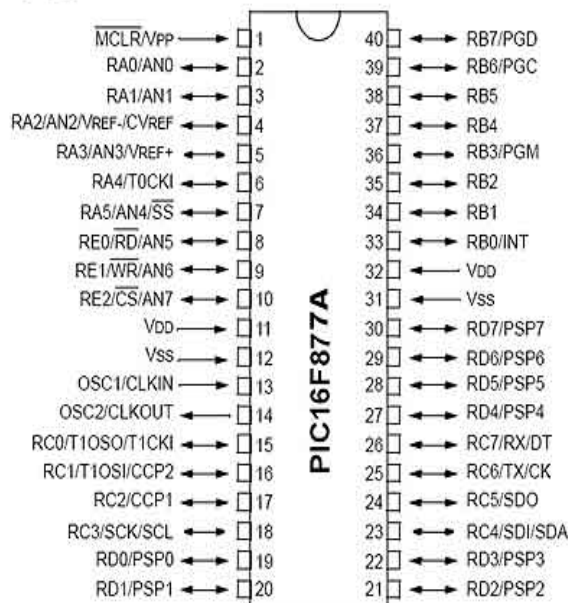 MCLR/VPP 1 40 RB7/PGD
RA0/AN0 2 39 RB6/PGC
RA1/AN1 3 38 RB5
RA2/AN2/VREF-/CVREF 4 37 RB4
RA3/AN3/VREF+ 5 36 RB3/PGM
RA4/T0CKI 6 35 RB2
RA5/AN4/SS 7 34 RB1
RE0/RD/AN5 8 33 RB0/INT
RE1/WR/AN6 9 32 VDD
RE2/CS/AN7 10 31 VSS
VDD 11 30 RD7/PSP7
VSS 12 29 RD6/PSP6
OSC1/CLKIN 13 28 RD5/PSP5
OSC2/CLKOUT 14 27 RD4/PSP4
RC0/T1OSO/T1CKI 15 26 RC7/RX/DT
RC1/T1OSI/CCP2 16 25 RC6/TX/CK
RC2/CCP1 17 24 RC5/SDO
RC3/SCK/SCL 18 23 RC4/SDI/SDA
RD0/PSP0 19 22 RD3/PSP3
RD1/PSP1 20 21 RD2/PSP2
PIC16F877A